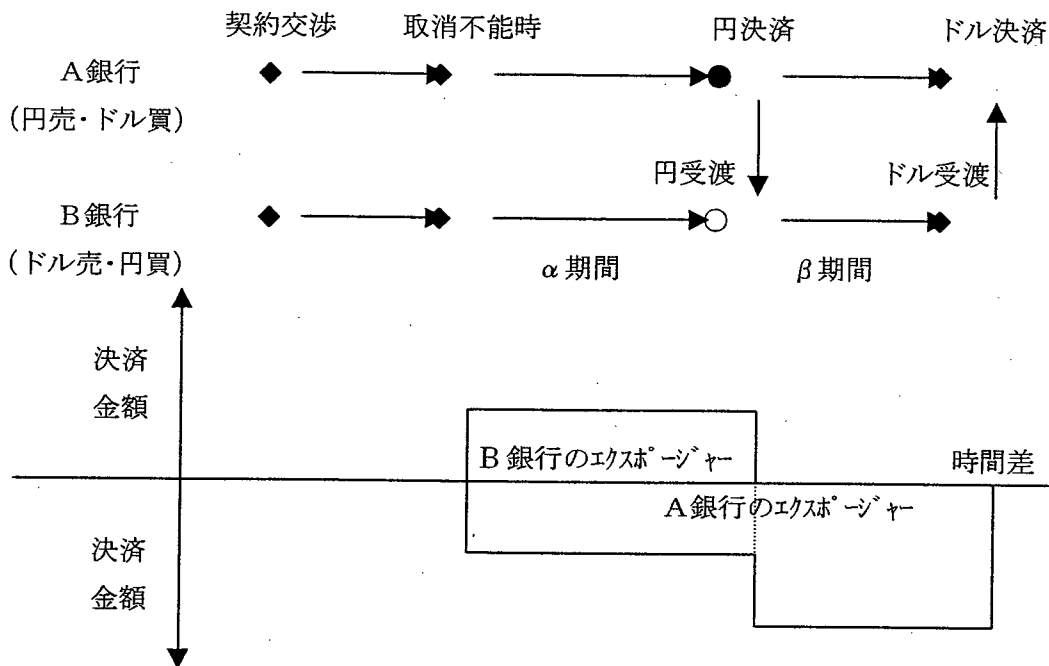 契約交渉 取消不能時 円決済 ドル決済
A銀行
(円売・ドル買)
円受渡 ドル受渡
B銀行
(ドル売・円買)
α期間 β期間
決済
金額
B銀行のエクスポージャー 時間差
A銀行のエクスポージャー
決済
金額